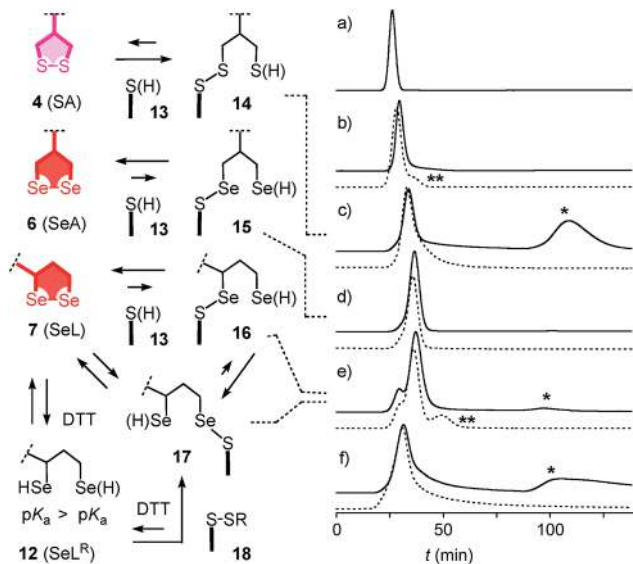 S–S
4 (SA)
S(H)
13
S
S
S(H)
14
Se–Se
6 (SeA)
S(H)
13
Se
S
Se(H)
15
Se–Se
7 (SeL)
S(H)
13
Se
S
Se(H)
16
DTT
(H)Se
Se
S
17
HSe
Se(H)
pKa > pKa
12 (SeL^R)
DTT
S-SR
18
a)
b)
**
c)
*
d)
e)
*
**
f)
*
0 50 100
t (min)